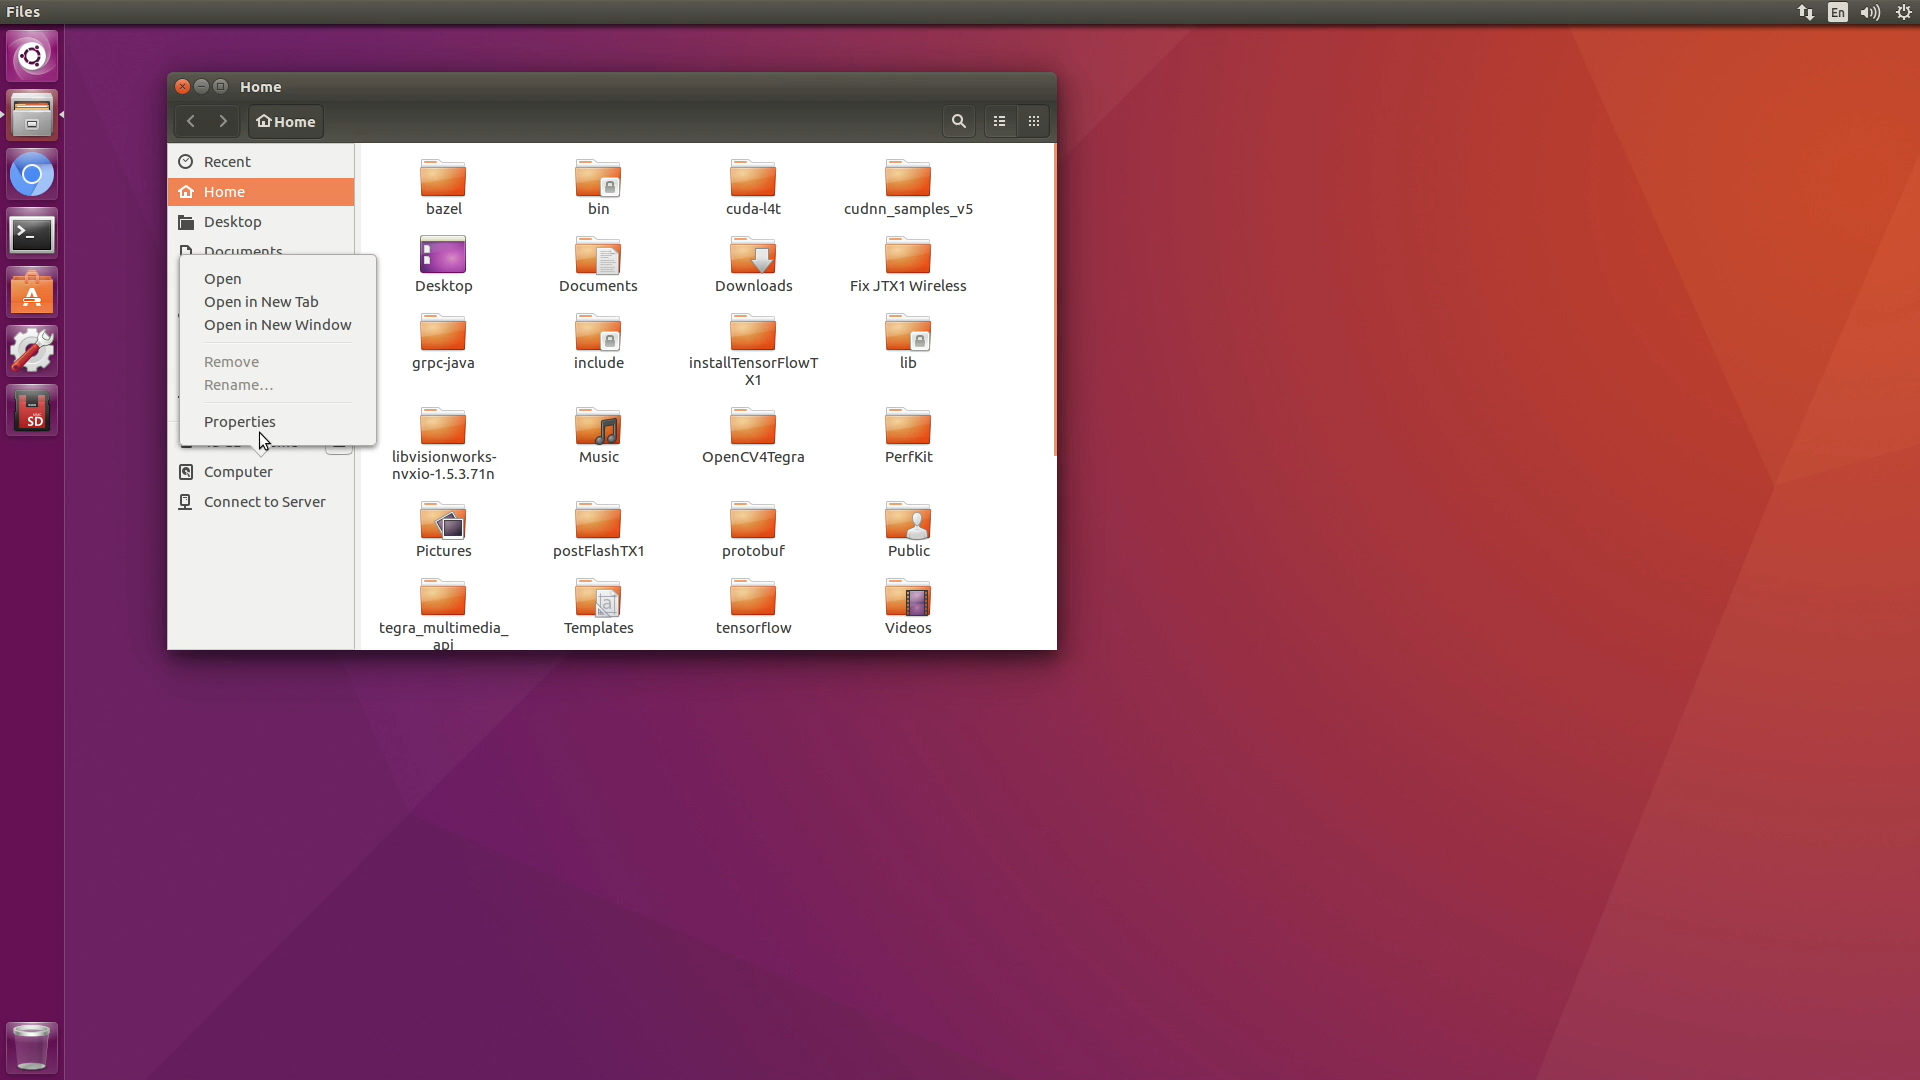 Files
En
Home
Home
Recent
Home
Desktop
Documents
Open
Open in New Tab
Open in New Window
Remove
Rename...
Properties
Computer
Connect to Server
bazel
bin
cuda-l4t
cudnn_samples_v5
Desktop
Documents
Downloads
Fix JTX1 Wireless
grpc-java
include
installTensorFlowT
X1
lib
libvisionworks-
nvxio-1.5.3.71n
Music
OpenCV4Tegra
PerfKit
Pictures
postFlashTX1
protobuf
Public
tegra_multimedia_
api
Templates
tensorflow
Videos
SD